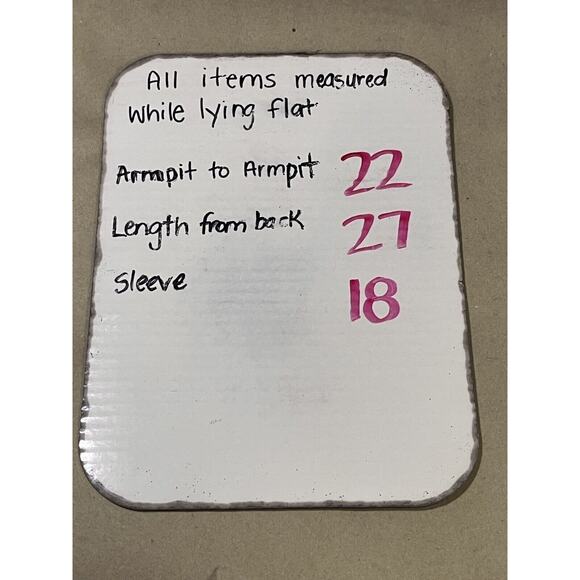 All items measured
while lying flat
Armpit to Armpit 22
Length from back 27
Sleeve 18